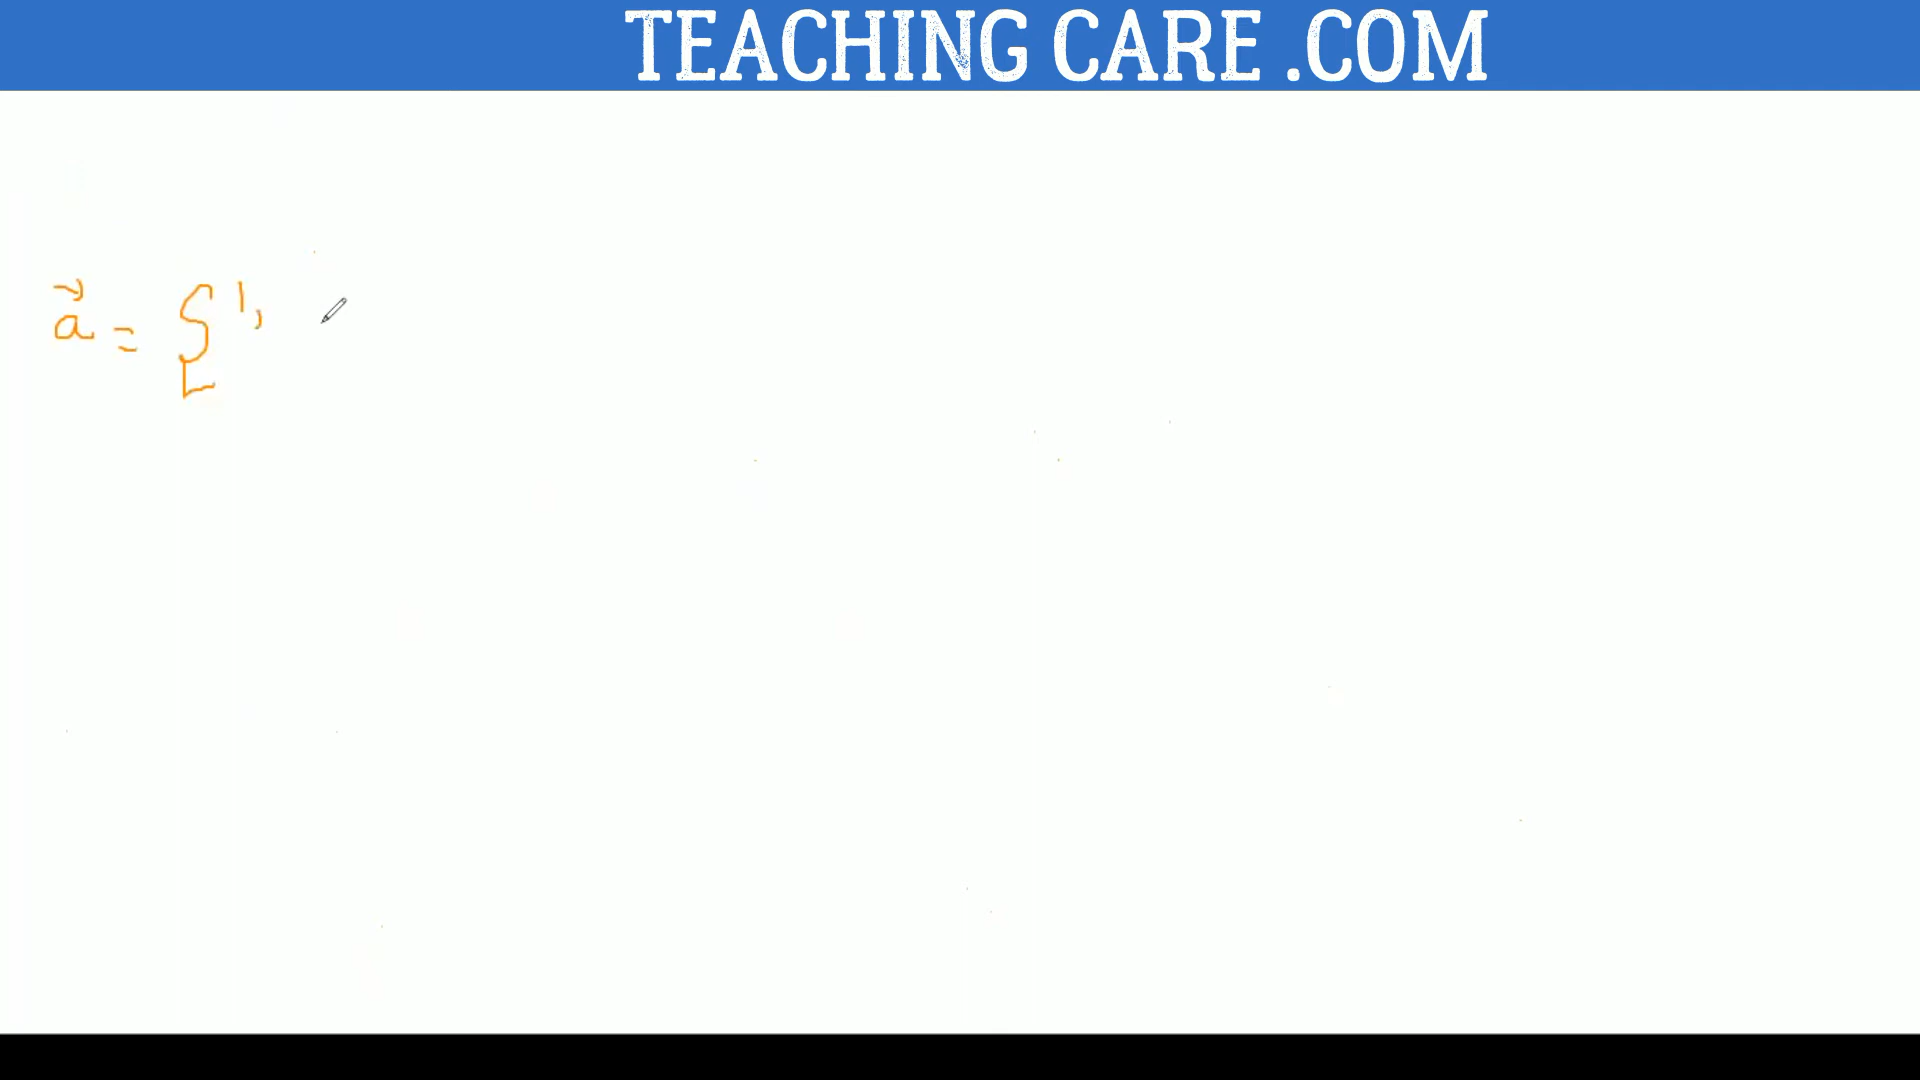 TEACHING CARE .COM
a⃗ = { 1,